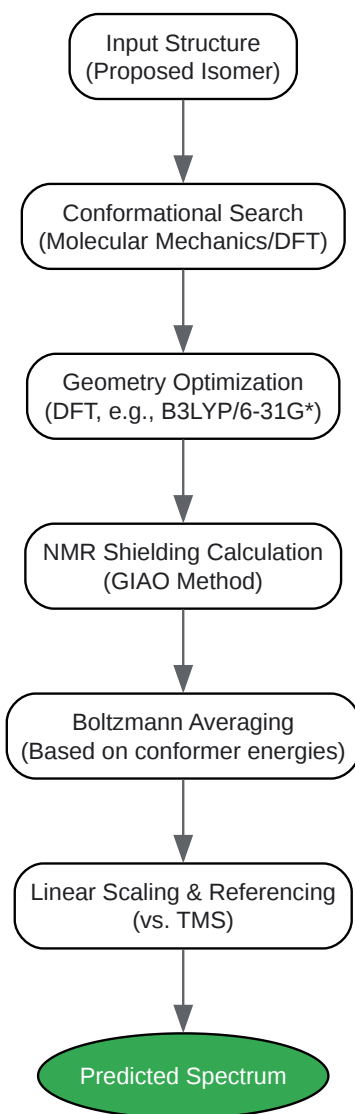 Input Structure
(Proposed Isomer)
Conformational Search
(Molecular Mechanics/DFT)
Geometry Optimization
(DFT, e.g., B3LYP/6-31G*)
NMR Shielding Calculation
(GIAO Method)
Boltzmann Averaging
(Based on conformer energies)
Linear Scaling & Referencing
(vs. TMS)
Predicted Spectrum